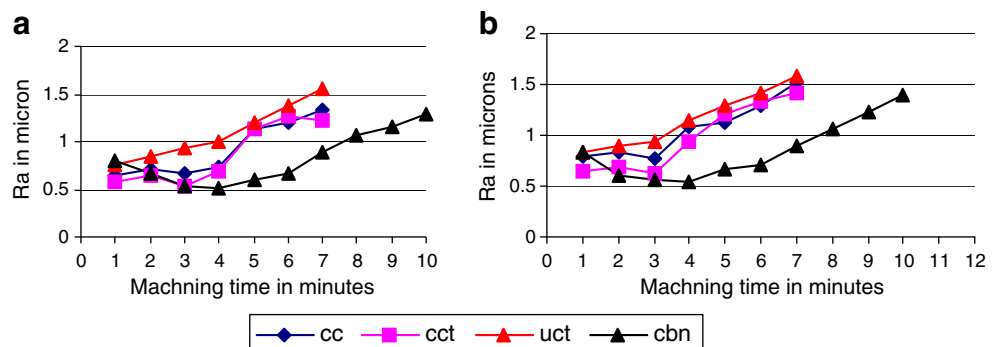 a
2
1.5
1
0.5
0
Ra in micron
0 1 2 3 4 5 6 7 8 9 10
Machning time in minutes
b
2
1.5
1
0.5
0
Ra in microns
0 1 2 3 4 5 6 7 8 9 10 11 12
Machning time in minutes
cc cct uct cbn